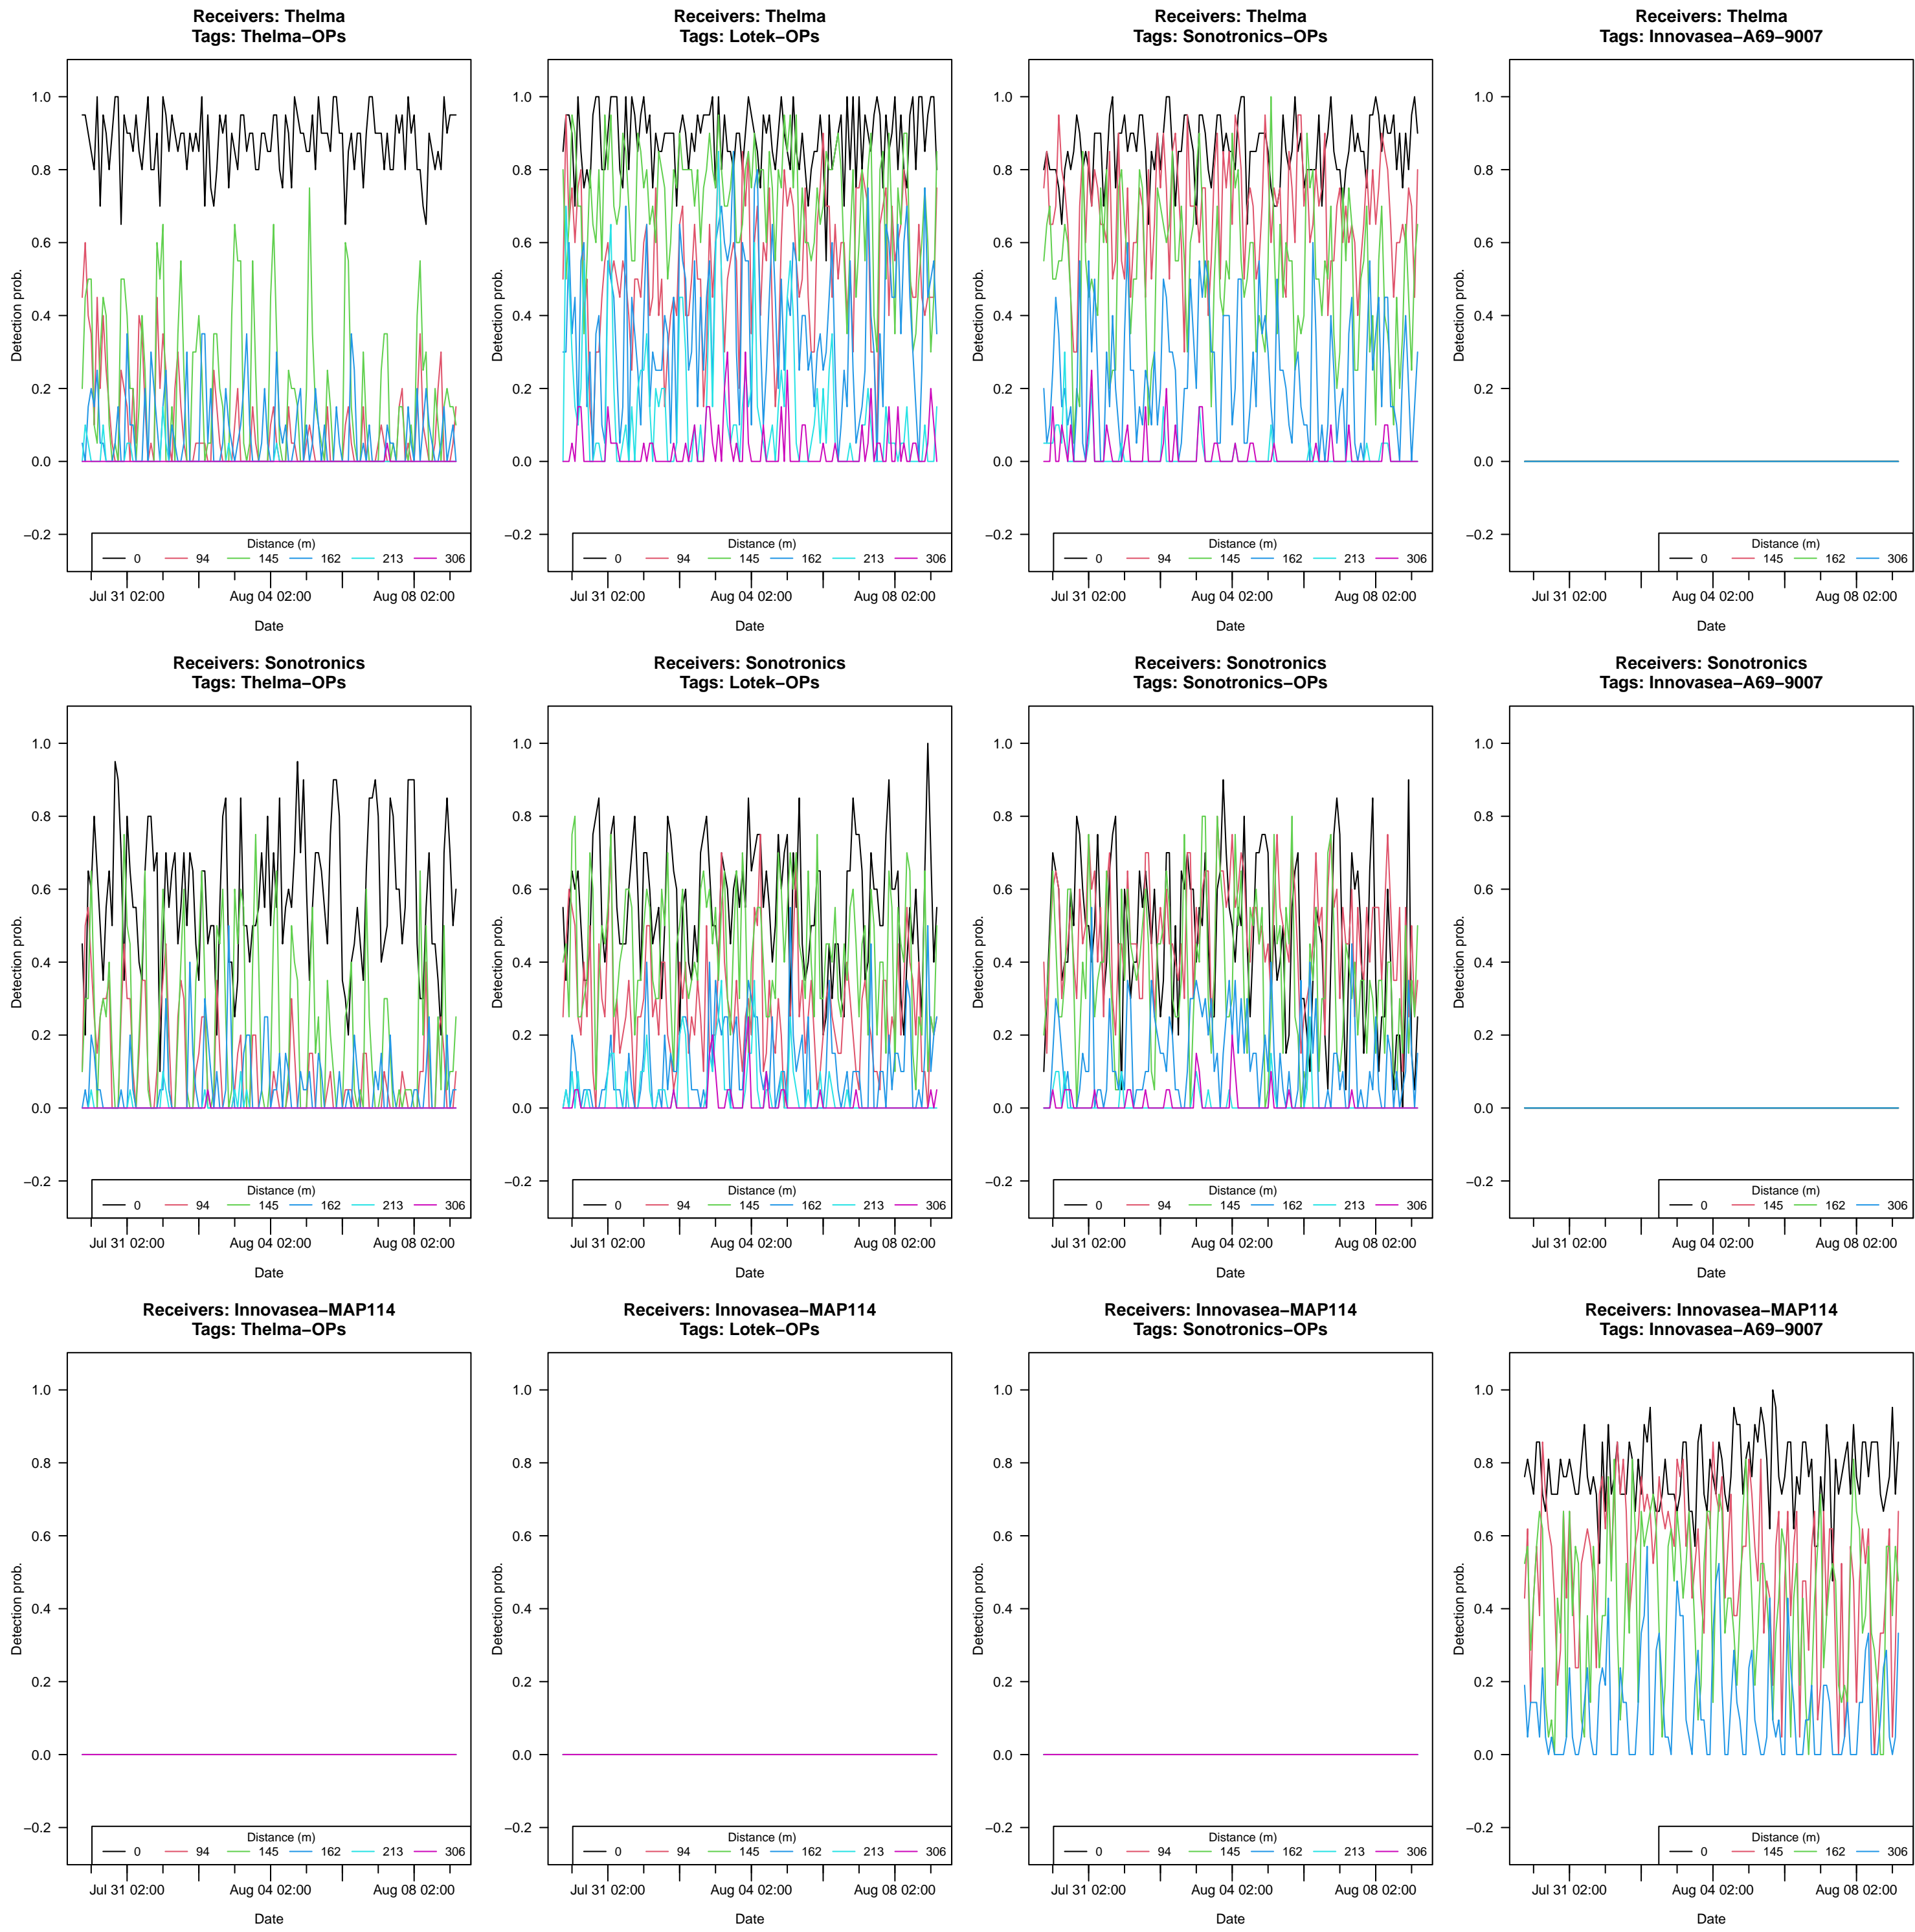 Receivers: Thelma
Tags: Thelma−OPs
1.0
0.8
0.6
0.4
0.2
0.0
−0.2
Detection prob.
Distance (m)
0 94 145 162 213 306
Jul 31 02:00 Aug 04 02:00 Aug 08 02:00
Date
Receivers: Thelma
Tags: Lotek−OPs
1.0
0.8
0.6
0.4
0.2
0.0
−0.2
Detection prob.
Distance (m)
0 94 145 162 213 306
Jul 31 02:00 Aug 04 02:00 Aug 08 02:00
Date
Receivers: Thelma
Tags: Sonotronics−OPs
1.0
0.8
0.6
0.4
0.2
0.0
−0.2
Detection prob.
Distance (m)
0 94 145 162 213 306
Jul 31 02:00 Aug 04 02:00 Aug 08 02:00
Date
Receivers: Thelma
Tags: Innovasea−A69−9007
1.0
0.8
0.6
0.4
0.2
0.0
−0.2
Detection prob.
Distance (m)
0 145 162 306
Jul 31 02:00 Aug 04 02:00 Aug 08 02:00
Date
Receivers: Sonotronics
Tags: Thelma−OPs
1.0
0.8
0.6
0.4
0.2
0.0
−0.2
Detection prob.
Distance (m)
0 94 145 162 213 306
Jul 31 02:00 Aug 04 02:00 Aug 08 02:00
Date
Receivers: Sonotronics
Tags: Lotek−OPs
1.0
0.8
0.6
0.4
0.2
0.0
−0.2
Detection prob.
Distance (m)
0 94 145 162 213 306
Jul 31 02:00 Aug 04 02:00 Aug 08 02:00
Date
Receivers: Sonotronics
Tags: Sonotronics−OPs
1.0
0.8
0.6
0.4
0.2
0.0
−0.2
Detection prob.
Distance (m)
0 94 145 162 213 306
Jul 31 02:00 Aug 04 02:00 Aug 08 02:00
Date
Receivers: Sonotronics
Tags: Innovasea−A69−9007
1.0
0.8
0.6
0.4
0.2
0.0
−0.2
Detection prob.
Distance (m)
0 145 162 306
Jul 31 02:00 Aug 04 02:00 Aug 08 02:00
Date
Receivers: Innovasea−MAP114
Tags: Thelma−OPs
1.0
0.8
0.6
0.4
0.2
0.0
−0.2
Detection prob.
Distance (m)
0 94 145 162 213 306
Jul 31 02:00 Aug 04 02:00 Aug 08 02:00
Date
Receivers: Innovasea−MAP114
Tags: Lotek−OPs
1.0
0.8
0.6
0.4
0.2
0.0
−0.2
Detection prob.
Distance (m)
0 94 145 162 213 306
Jul 31 02:00 Aug 04 02:00 Aug 08 02:00
Date
Receivers: Innovasea−MAP114
Tags: Sonotronics−OPs
1.0
0.8
0.6
0.4
0.2
0.0
−0.2
Detection prob.
Distance (m)
0 94 145 162 213 306
Jul 31 02:00 Aug 04 02:00 Aug 08 02:00
Date
Receivers: Innovasea−MAP114
Tags: Innovasea−A69−9007
1.0
0.8
0.6
0.4
0.2
0.0
−0.2
Detection prob.
Distance (m)
0 145 162 306
Jul 31 02:00 Aug 04 02:00 Aug 08 02:00
Date